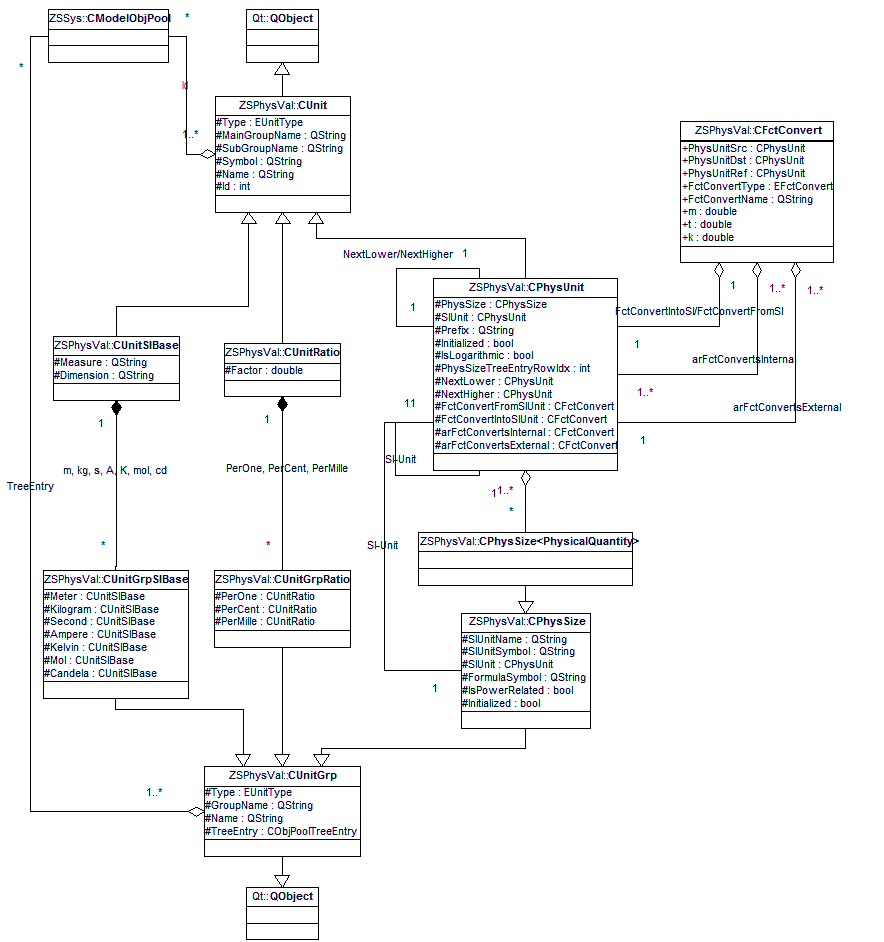 ZSSys::CModelObjPool
*
Qt::QObject
*
Id
1..*
ZSPhysVal::CUnit
#Type : EUnitType
#MainGroupName : QString
#SubGroupName : QString
#Symbol : QString
#Name : QString
#Id : int
ZSPhysVal::CFctConvert
+PhysUnitSrc : CPhysUnit
+PhysUnitDst : CPhysUnit
+PhysUnitRef : CPhysUnit
+FctConvertType : EFctConvert
+FctConvertName : QString
+m : double
+t : double
+k : double
NextLower/NextHigher
1
1
ZSPhysVal::CPhysUnit
#PhysSize : CPhysSize
#SIUnit : CPhysUnit
#Prefix : QString
#Initialized : bool
#IsLogarithmic : bool
#PhysSizeTreeEntryRowIdx : int
#NextLower : CPhysUnit
#NextHigher : CPhysUnit
#FctConvertFromSIUnit : CFctConvert
#FctConvertIntoSIUnit : CFctConvert
#arFctConvertsInternal : CFctConvert
#arFctConvertsExternal : CFctConvert
1
1..*
1..*
FctConvertIntoSI/FctConvertFromSI
1
arFctConvertsInternal
1..*
arFctConvertsExternal
1
11
SI-Unit
SI-Unit
1
1..*
*
ZSPhysVal::CUnitSIBase
#Measure : QString
#Dimension : QString
ZSPhysVal::CUnitRatio
#Factor : double
1
1
m, kg, s, A, K, mol, cd
PerOne, PerCent, PerMille
TreeEntry
*
*
ZSPhysVal::CPhysSize<PhysicalQuantity>
ZSPhysVal::CUnitGrpSIBase
#Meter : CUnitSIBase
#Kilogram : CUnitSIBase
#Second : CUnitSIBase
#Ampere : CUnitSIBase
#Kelvin : CUnitSIBase
#Mol : CUnitSIBase
#Candela : CUnitSIBase
ZSPhysVal::CUnitGrpRatio
#PerOne : CUnitRatio
#PerCent : CUnitRatio
#PerMille : CUnitRatio
ZSPhysVal::CPhysSize
#SIUnitName : QString
#SIUnitSymbol : QString
#SIUnit : CPhysUnit
#FormulaSymbol : QString
#IsPowerRelated : bool
#Initialized : bool
1
ZSPhysVal::CUnitGrp
#Type : EUnitType
#GroupName : QString
#Name : QString
#TreeEntry : CObjPoolTreeEntry
1..*
Qt::QObject